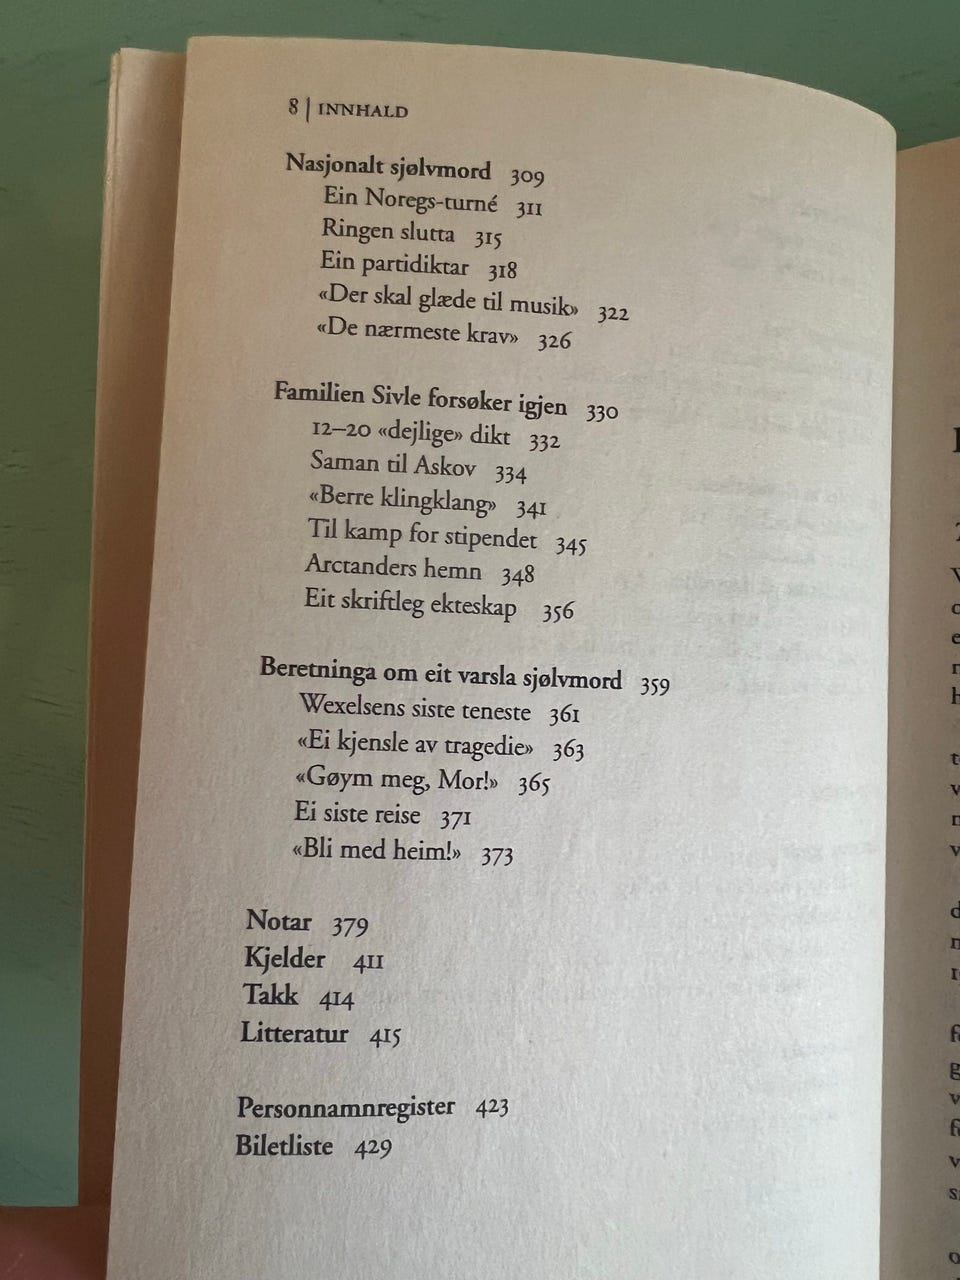 8 | INNHALD
Nasjonalt sjølvmord 309
Ein Noregs-turné 311
Ringen slutta 315
Ein partidiktar 318
«Der skal glæde til musik» 322
«De nærmeste krav» 326
Familien Sivle forsøker igjen 330
12–20 «dejlige» dikt 332
Saman til Askov 334
«Berre klingklang» 341
Til kamp for stipendet 345
Arctanders hemn 348
Eit skriftleg ekteskap 356
Beretninga om eit varsla sjølvmord 359
Wexelsens siste teneste 361
«Ei kjensle av tragedie» 363
«Gøym meg, Mor!» 365
Ei siste reise 371
«Bli med heim!» 373
Notar 379
Kjelder 411
Takk 414
Litteratur 415
Personnamnregister 423
Biletliste 429